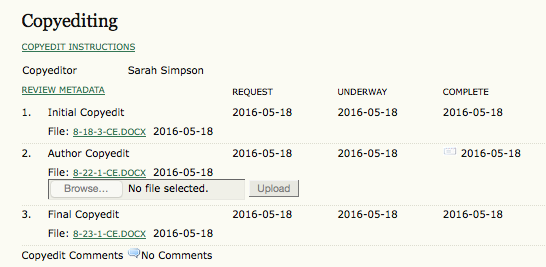 Copyediting
COPYEDIT INSTRUCTIONS
Copyeditor Sarah Simpson
REVIEW METADATA REQUEST UNDERWAY COMPLETE
1. Initial Copyedit 2016-05-18 2016-05-18 2016-05-18
File: 8-18-3-CE.DOCX 2016-05-18
2. Author Copyedit 2016-05-18 2016-05-18 2016-05-18
File: 8-22-1-CE.DOCX 2016-05-18
Browse... No file selected. Upload
3. Final Copyedit 2016-05-18 2016-05-18 2016-05-18
File: 8-23-1-CE.DOCX 2016-05-18
Copyedit Comments No Comments